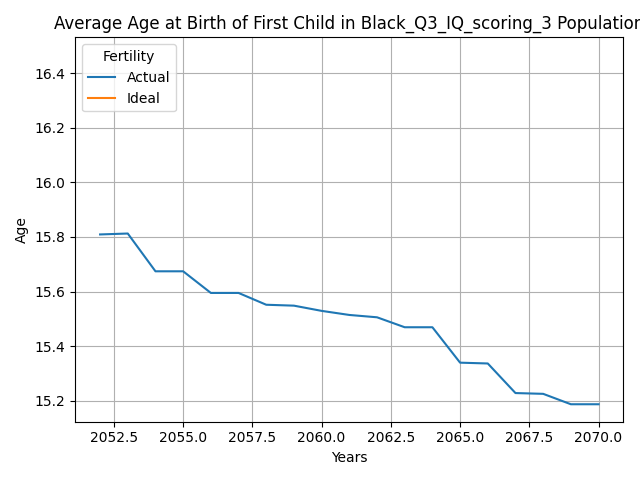 Average Age at Birth of First Child in Black_Q3_IQ_scoring_3 Population
Fertility
Actual
Ideal
16.4
16.2
16.0
15.8
15.6
15.4
15.2
Age
2052.5 2055.0 2057.5 2060.0 2062.5 2065.0 2067.5 2070.0
Years